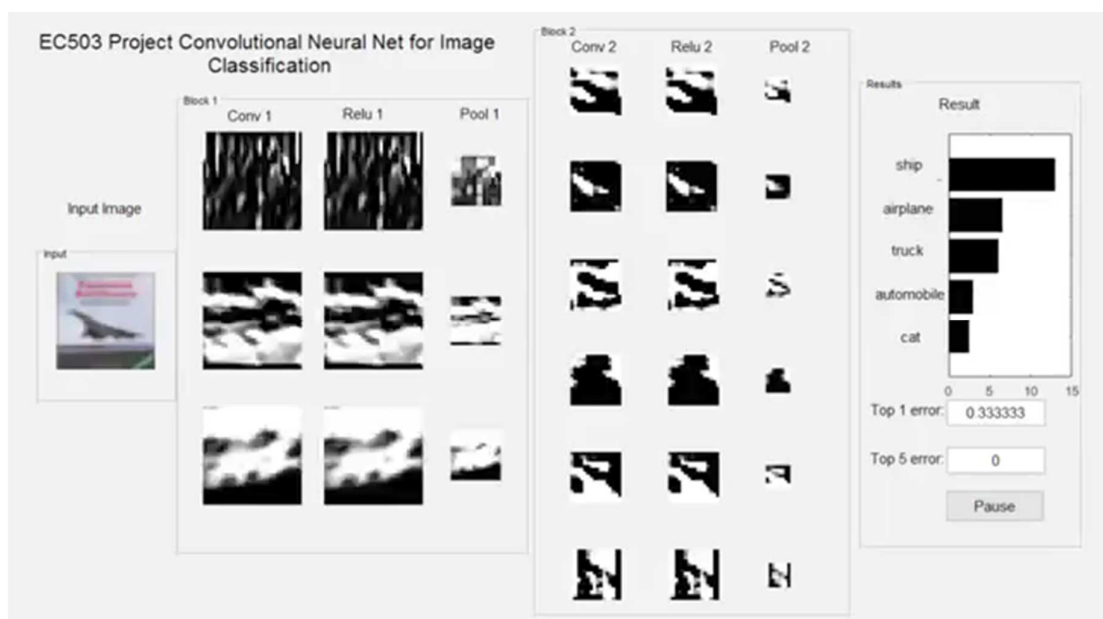 EC503 Project Convolutional Neural Net for Image
Classification
Input Image
Input
Block 1
Conv 1 Relu 1 Pool 1
Block 2
Conv 2 Relu 2 Pool 2
Results
Result
ship
airplane
truck
automobile
cat
0 5 10 15
Top 1 error: 0.333333
Top 5 error: 0
Pause